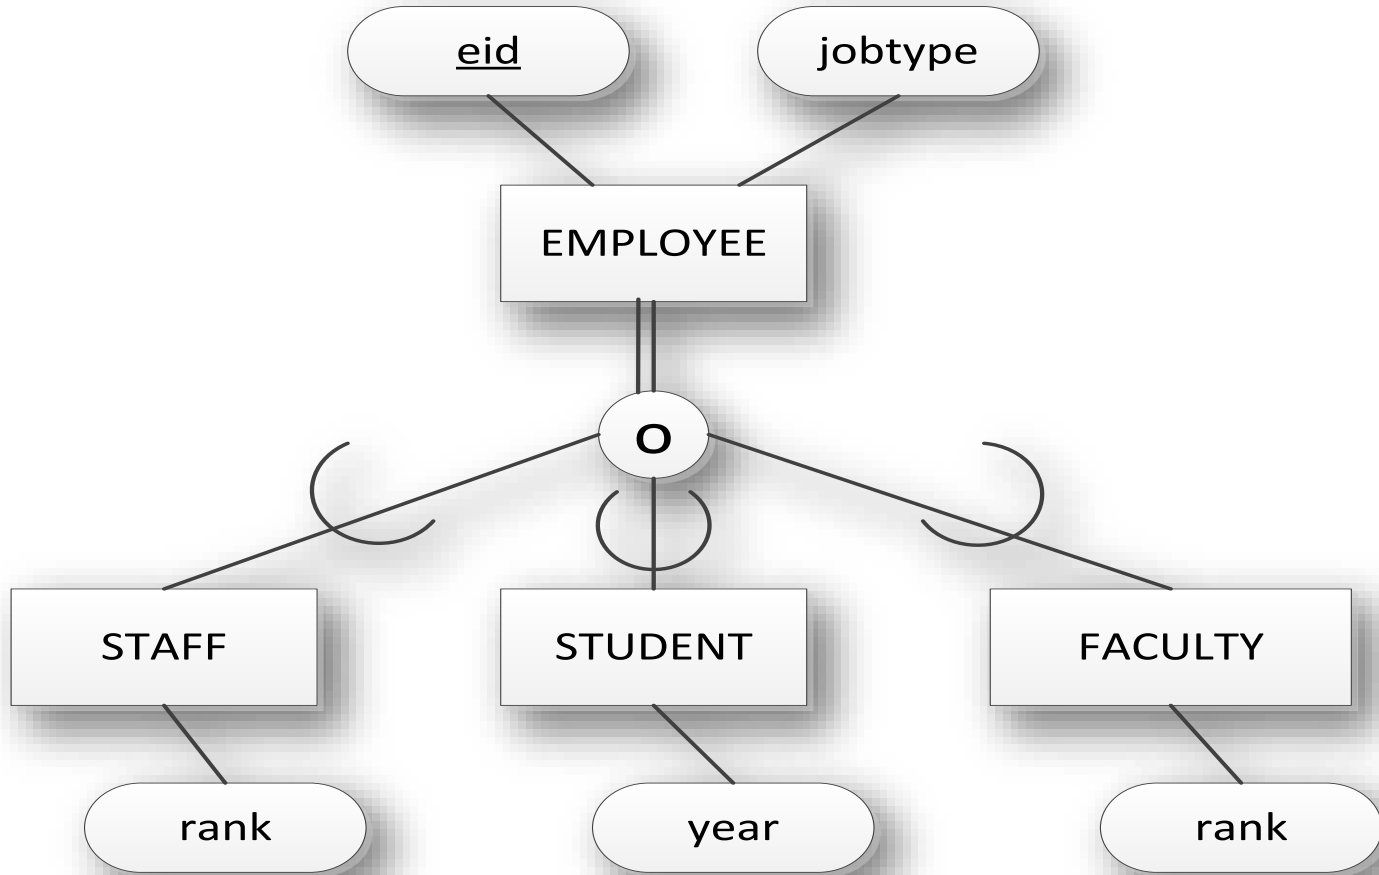 eid
jobtype
EMPLOYEE
O
STAFF
STUDENT
FACULTY
rank
year
rank